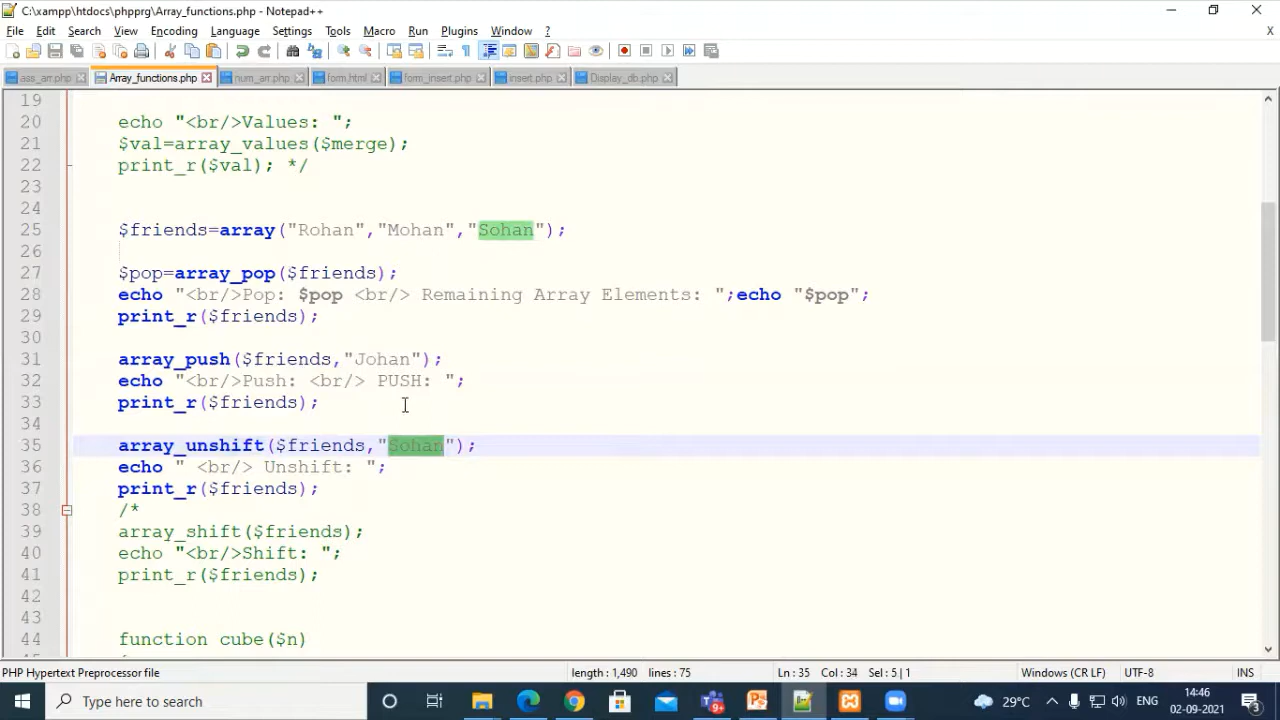 C:\xampp\htdocs\phpprg\Array_functions.php - Notepad++
File Edit Search View Encoding Language Settings Tools Macro Run Plugins Window ? X
ass_arr.php Array_functions.php num_arr.php form.html form_insert.php insert.php Display_db.php
19
20 echo "<br/>Values: ";
21 $val=array_values($merge);
22 print_r($val); */
23
24
25 $friends=array("Rohan","Mohan","Sohan");
26
27 $pop=array_pop($friends);
28 echo "<br/>Pop: $pop <br/> Remaining Array Elements: ";echo "$pop";
29 print_r($friends);
30
31 array_push($friends,"Johan");
32 echo "<br/>Push: <br/> PUSH: ";
33 print_r($friends);
34
35 array_unshift($friends,"Sohan");
36 echo " <br/> Unshift: ";
37 print_r($friends);
38 /*
39 array_shift($friends);
40 echo "<br/>Shift: ";
41 print_r($friends);
42
43
44 function cube($n)
PHP Hypertext Preprocessor file length : 1,490 lines : 75 Ln : 35 Col : 34 Sel : 5 | 1 Windows (CR LF) UTF-8 INS
Type here to search 9+ 29°C ENG 14:46
02-09-2021 3